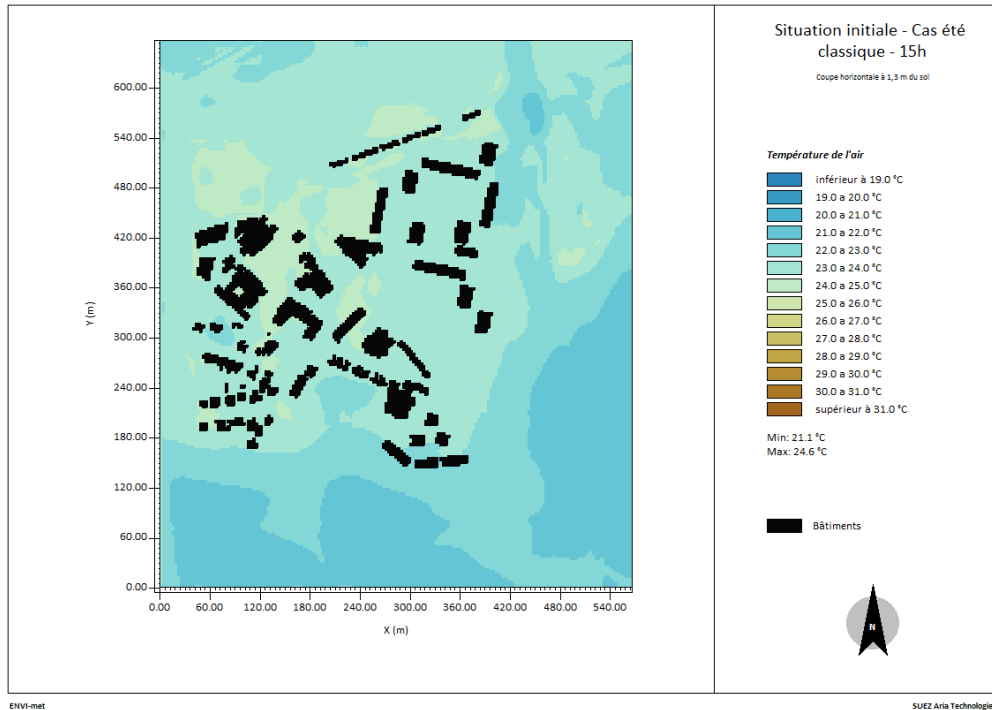 Situation initiale - Cas été
classique - 15h
Coupe horizontale à 1,3 m du sol
600.00
540.00
480.00
420.00
360.00
300.00
240.00
180.00
120.00
60.00
0.00
Y (m)
0.00 60.00 120.00 180.00 240.00 300.00 360.00 420.00 480.00 540.00
X (m)
Température de l'air
inférieur à 19.0 °C
19.0 a 20.0 °C
20.0 a 21.0 °C
21.0 a 22.0 °C
22.0 a 23.0 °C
23.0 a 24.0 °C
24.0 a 25.0 °C
25.0 a 26.0 °C
26.0 a 27.0 °C
27.0 a 28.0 °C
28.0 a 29.0 °C
29.0 a 30.0 °C
30.0 a 31.0 °C
supérieur à 31.0 °C
Min: 21.1 °C
Max: 24.6 °C
Bâtiments
N
ENVI-met
SUEZ Aria Technologie